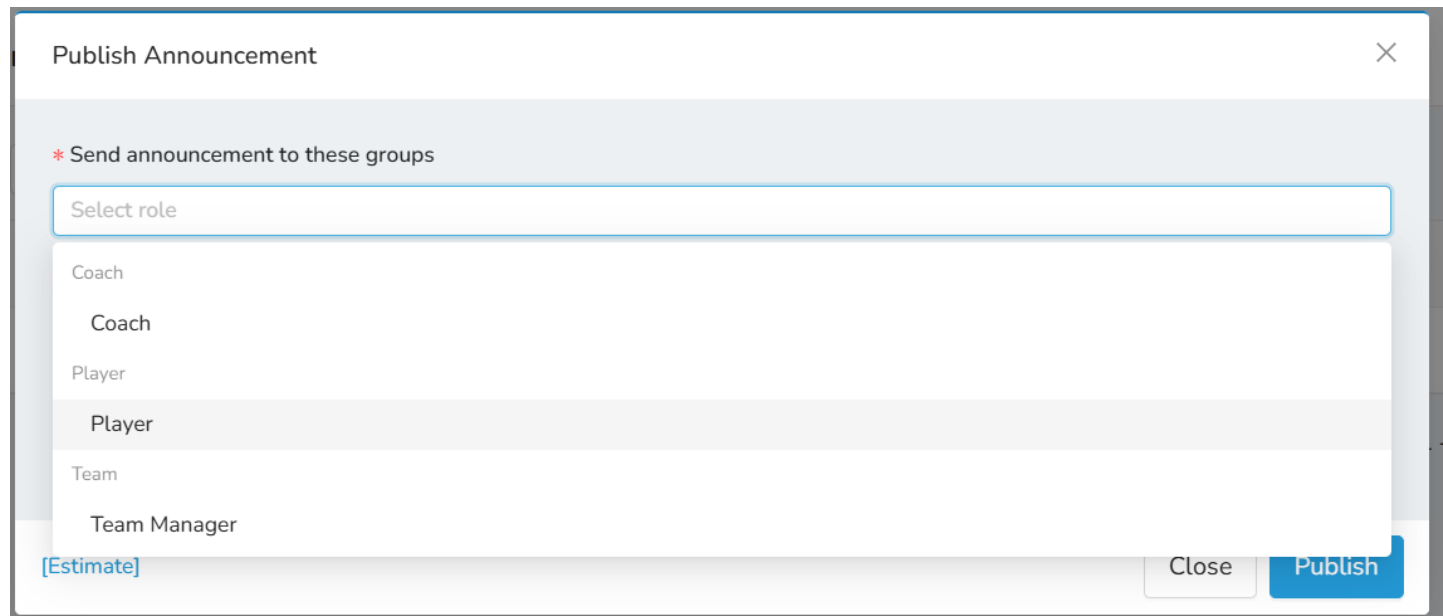 Publish Announcement
* Send announcement to these groups
Select role
Coach
Coach
Player
Player
Team
Team Manager
[Estimate]
Close
Publish